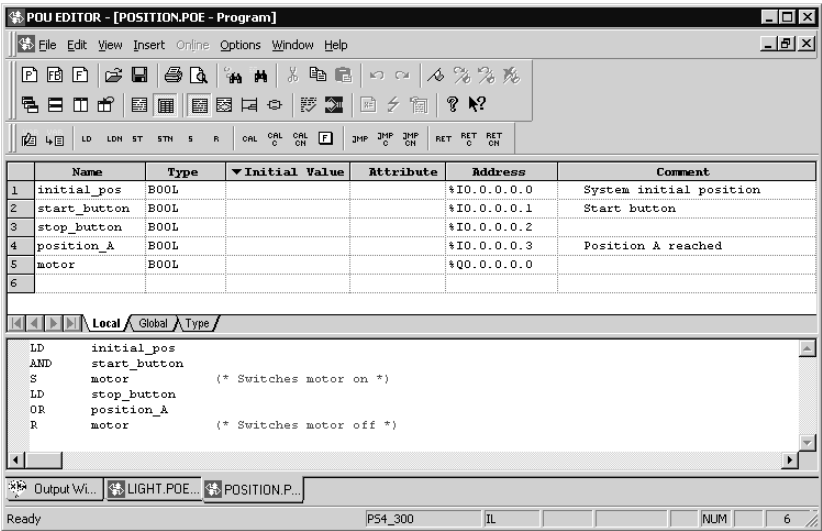 POU EDITOR - [POSITION.POE - Program]
File Edit View Insert Online Options Window Help
P FB F
LD LDN ST STN S R CAL CAL C CAL CN F JMP JMP C JMP CN RET RET C RET CN
Name Type Initial Value Attribute Address Comment
1 initial_pos BOOL %I0.0.0.0.0 System initial position
2 start_button BOOL %I0.0.0.0.1 Start button
3 stop_button BOOL %I0.0.0.0.2
4 position_A BOOL %I0.0.0.0.3 Position A reached
5 motor BOOL %Q0.0.0.0.0
6
Local Global Type
LD initial_pos
AND start_button
S motor (* Switches motor on *)
LD stop_button
OR position_A
R motor (* Switches motor off *)
Output Wi... LIGHT.POE... POSITION.P...
Ready PS4_300 IL NUM 6